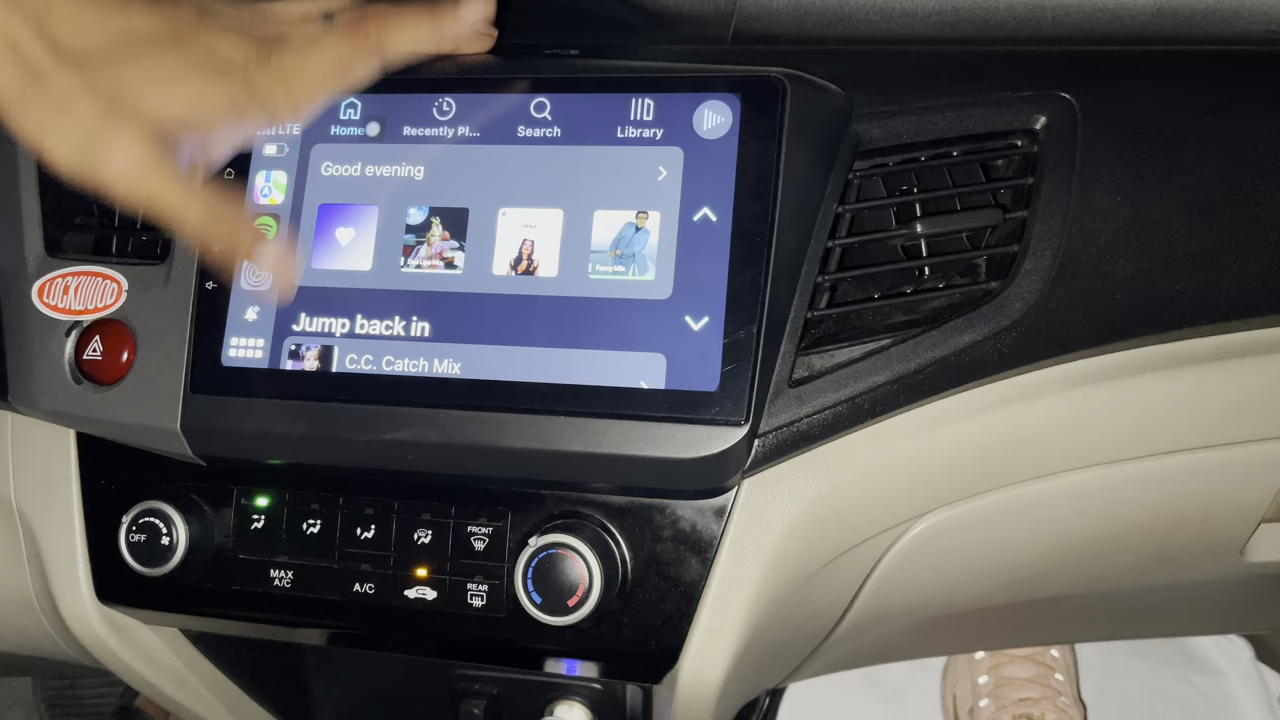 LTE
Home
Recently Pl...
Search
Library
Good evening
Jump back in
C.C. Catch Mix
LOCKWOOD
OFF
FRONT
MAX
A/C
A/C
REAR